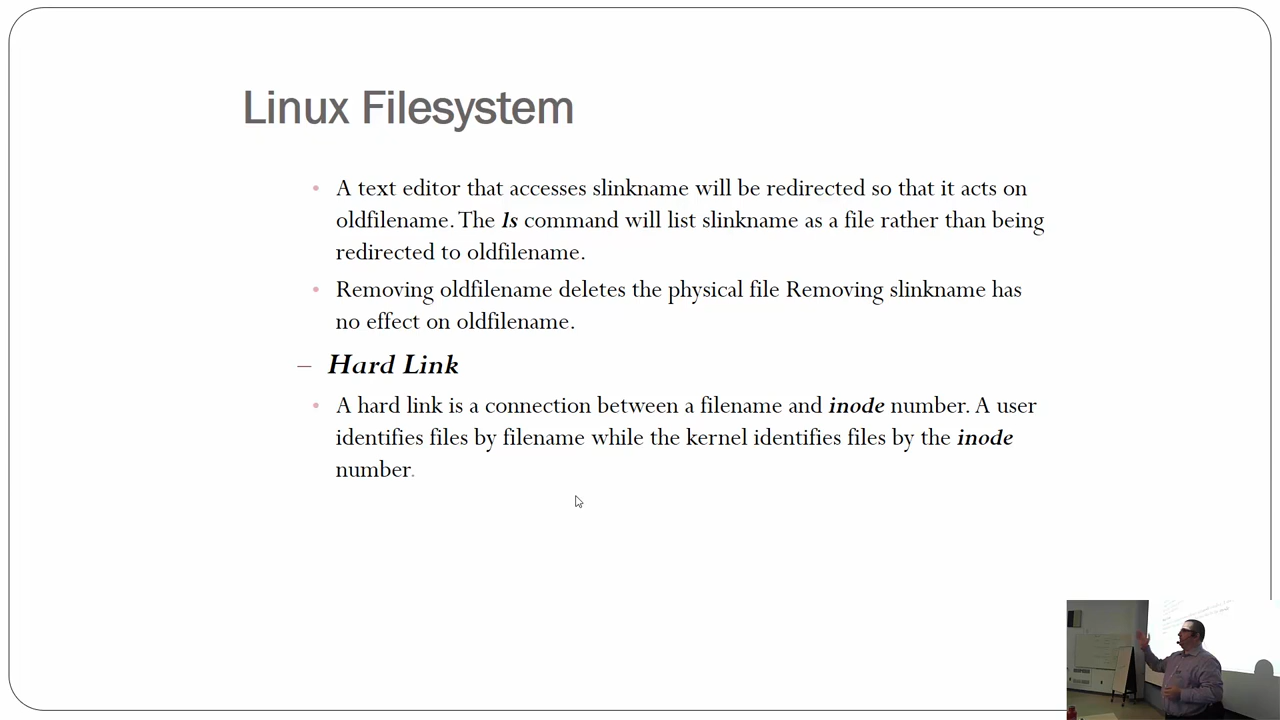 Linux Filesystem
• A text editor that accesses slinkname will be redirected so that it acts on
oldfilename. The ls command will list slinkname as a file rather than being
redirected to oldfilename.
• Removing oldfilename deletes the physical file Removing slinkname has
no effect on oldfilename.
– Hard Link
• A hard link is a connection between a filename and inode number. A user
identifies files by filename while the kernel identifies files by the inode
number.